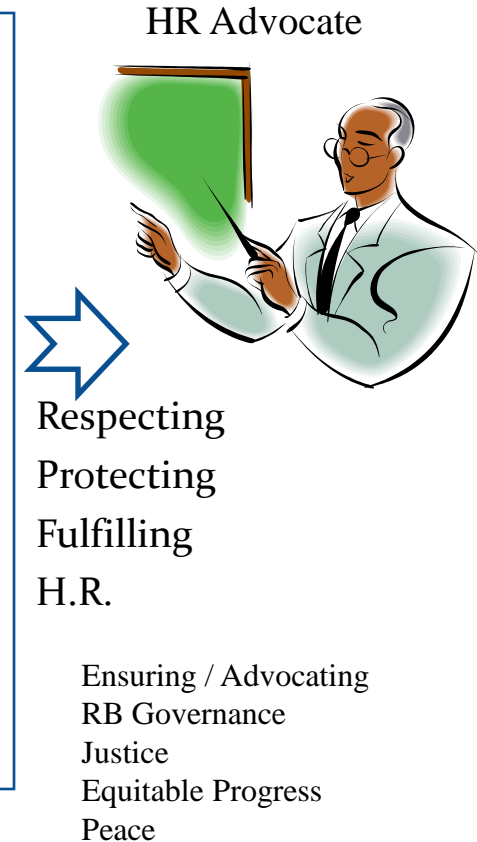 HR Advocate
Respecting
Protecting
Fulfilling
H.R.
Ensuring / Advocating
RB Governance
Justice
Equitable Progress
Peace